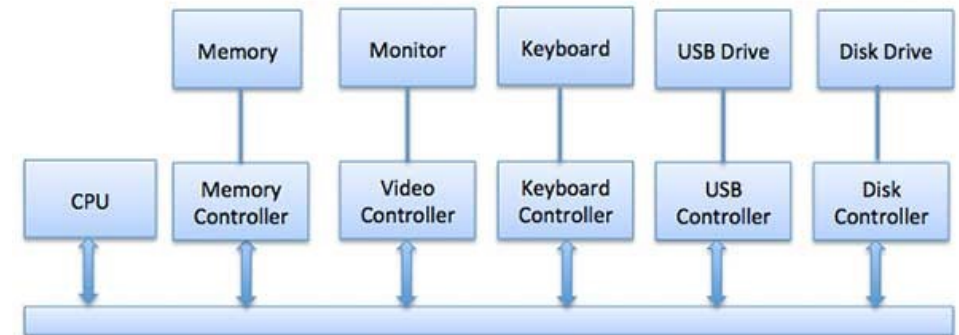 Memory
Monitor
Keyboard
USB Drive
Disk Drive
CPU
Memory
Controller
Video
Controller
Keyboard
Controller
USB
Controller
Disk
Controller